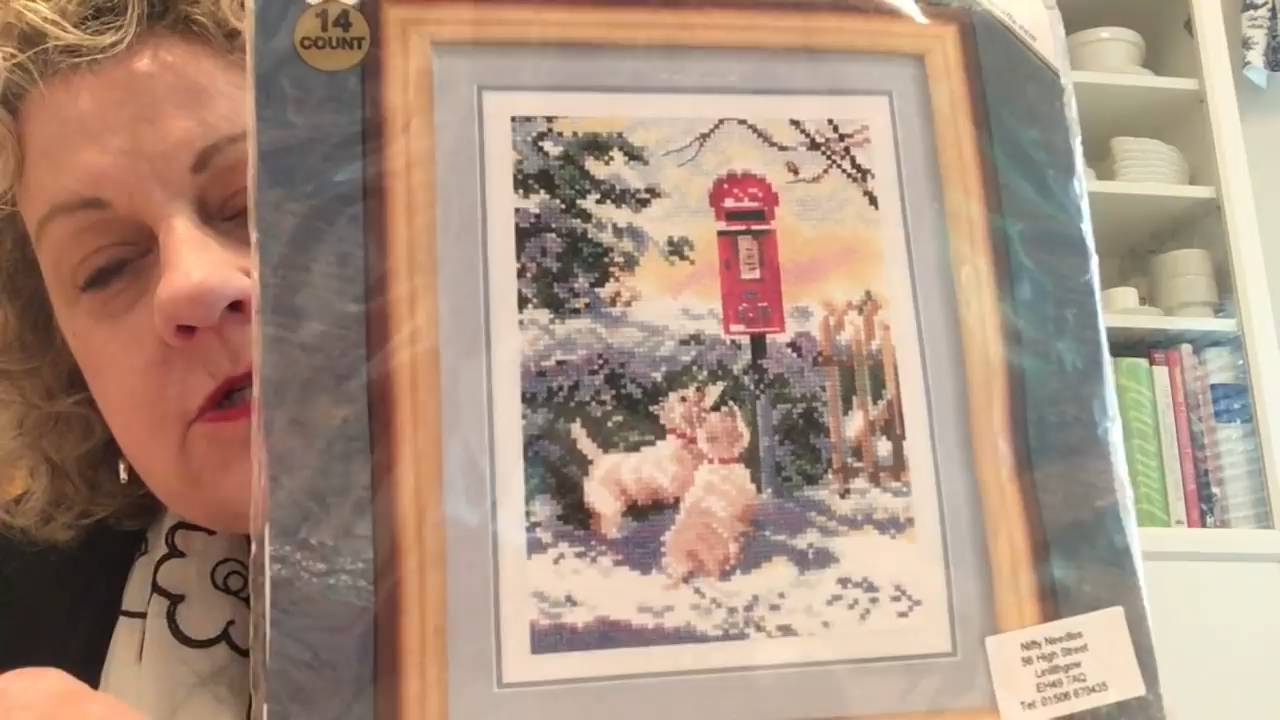 14
COUNT
Nifty Needles
56 High Street
Linlithgow
EH49 7AQ
Tel: 01506 670435